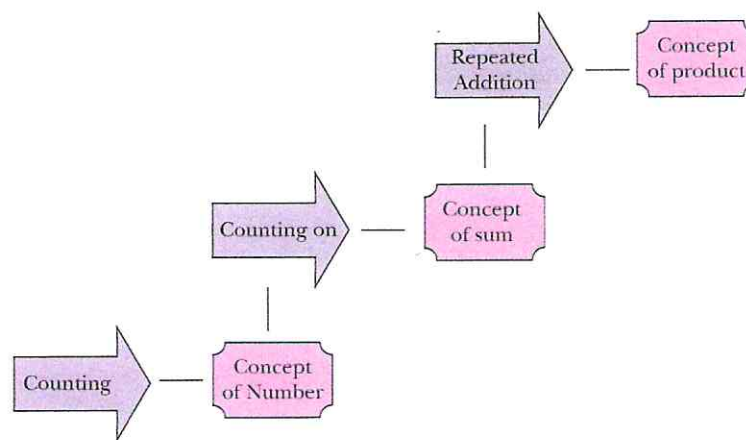 Repeated
Addition
Concept
of product
Counting on
Concept
of sum
Counting
Concept
of Number